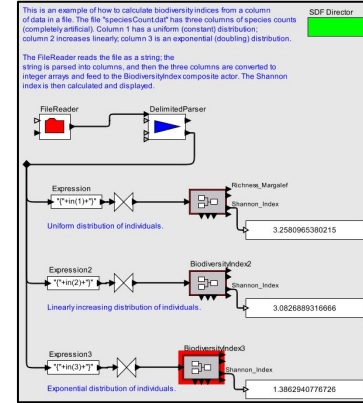 This is an example of how to calculate biodiversity indices from a column
of data in a file. The file "speciesCount.dat" has three columns of species counts
(completely artificial). Column 1 has a uniform (constant) distribution;
column 2 increases linearly; column 3 is an exponential (doubling) distribution.
SDF Director
The FileReader reads the file as a string; the
string is parsed into columns, and then the three columns are converted to
integer arrays and feed to the BiodiversityIndex composite actor. The Shannon
index is then calculated and displayed.
FileReader
DelimitedParser
Expression
"{"+in(1)+"}"
Richness_Margalef
Shannon_Index
3.2580965380215
Uniform distribution of individuals.
Expression2
"{"+in(2)+"}"
BiodiversityIndex2
Shannon_Index
3.0826889316666
Linearly increasing distribution of individuals.
Expression3
"{"+in(3)+"}"
BiodiversityIndex3
Shannon_Index
1.3862940776726
Exponential distribution of individuals.